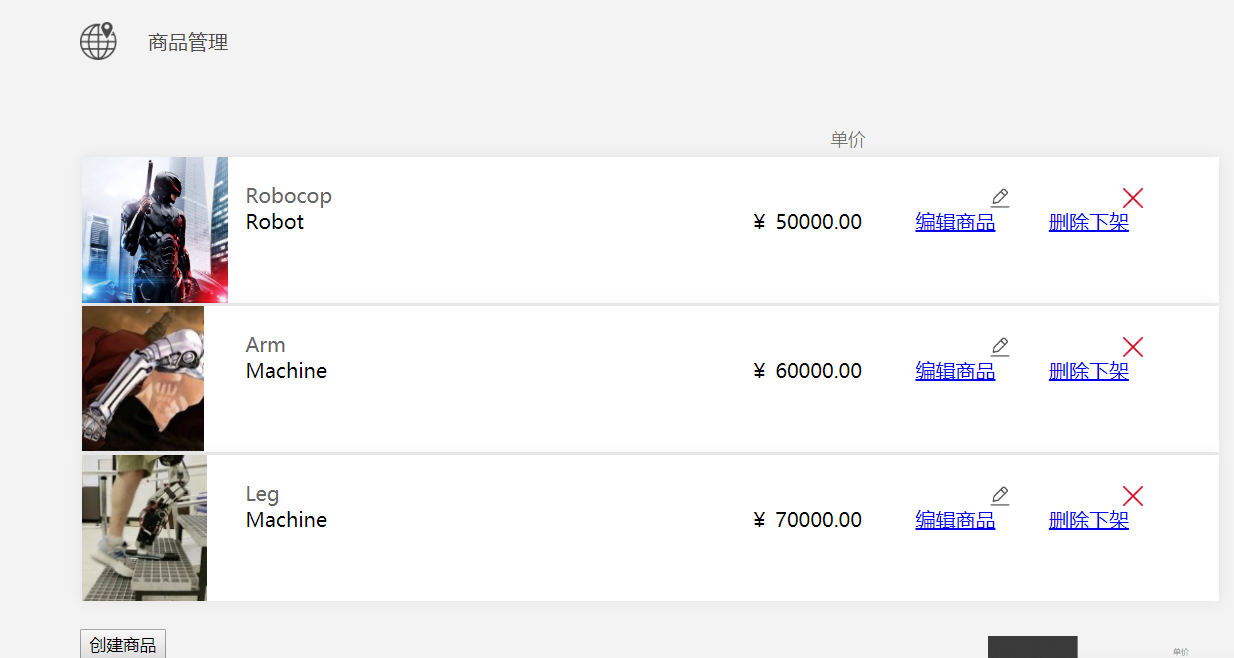 商品管理
单价
Robocop
Robot
¥ 50000.00
编辑商品
删除下架
Arm
Machine
¥ 60000.00
编辑商品
删除下架
Leg
Machine
¥ 70000.00
编辑商品
删除下架
创建商品
单价